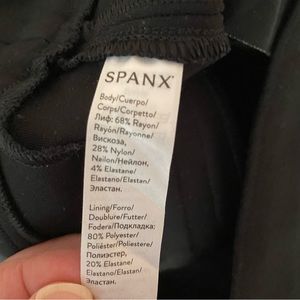 SPANX®
Body/Cuerpo/
Corps/Corpetto/
Лиф: 68% Rayon/
Rayón/Rayonne/
Вискоза,
28% Nylon/
Nailon/Нейлон,
4% Elastane/
Elastano/Elastan/
Эластан.
Lining/Forro/
Doublure/Futter/
Fodera/Подкладка:
80% Polyester/
Poliéster/Poliestere/
Полиэстер,
20% Elastane/
Elastano/Elastan/
Эластан.